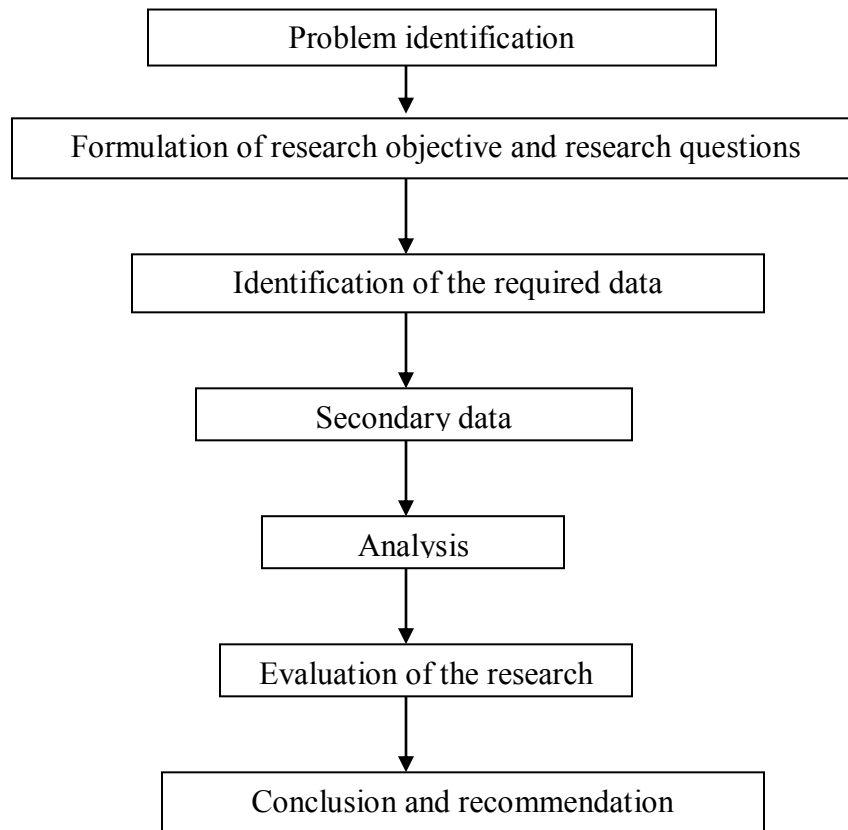 Problem identification
Formulation of research objective and research questions
Identification of the required data
Secondary data
Analysis
Evaluation of the research
Conclusion and recommendation